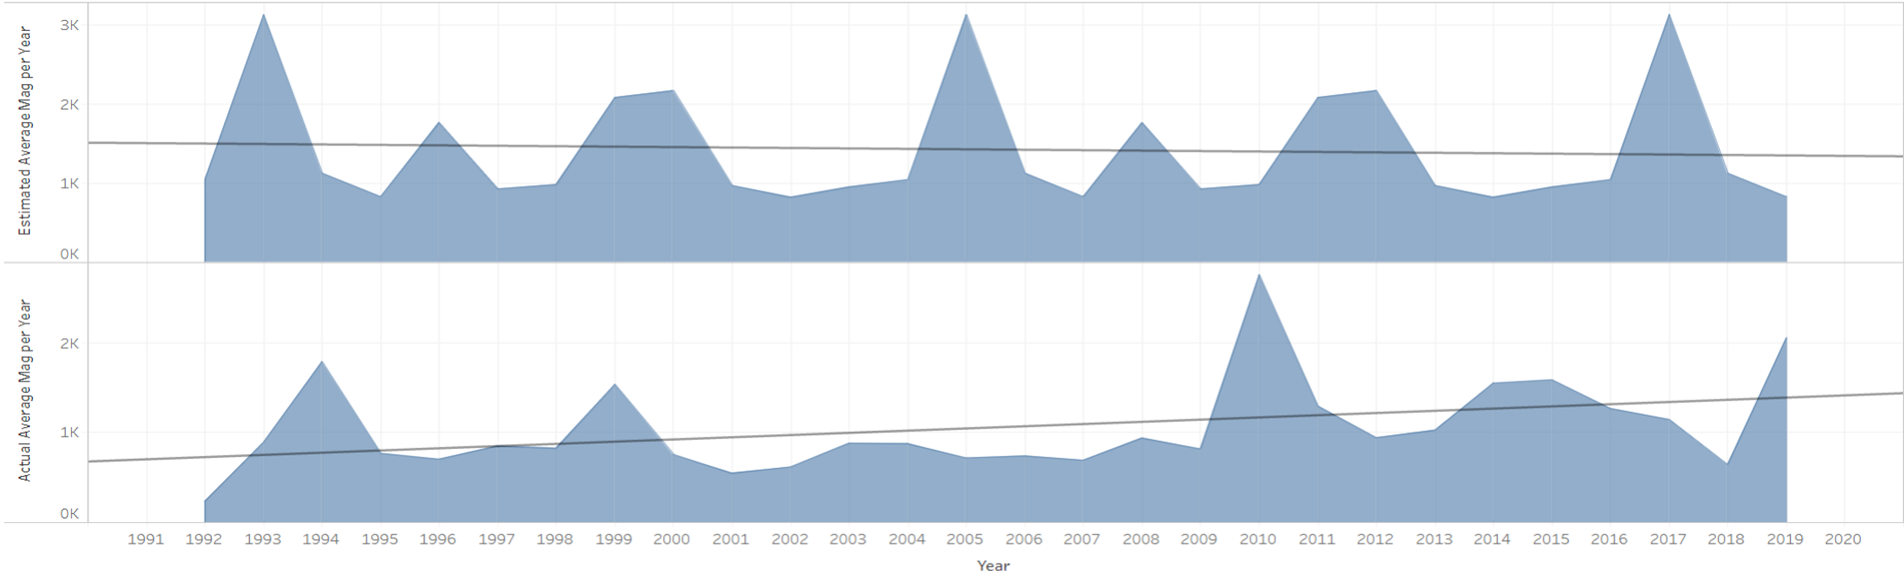 Estimated Average Mag per Year
3K
2K
1K
0K
Actual Average Mag per Year
2K
1K
0K
1991 1992 1993 1994 1995 1996 1997 1998 1999 2000 2001 2002 2003 2004 2005 2006 2007 2008 2009 2010 2011 2012 2013 2014 2015 2016 2017 2018 2019 2020
Year